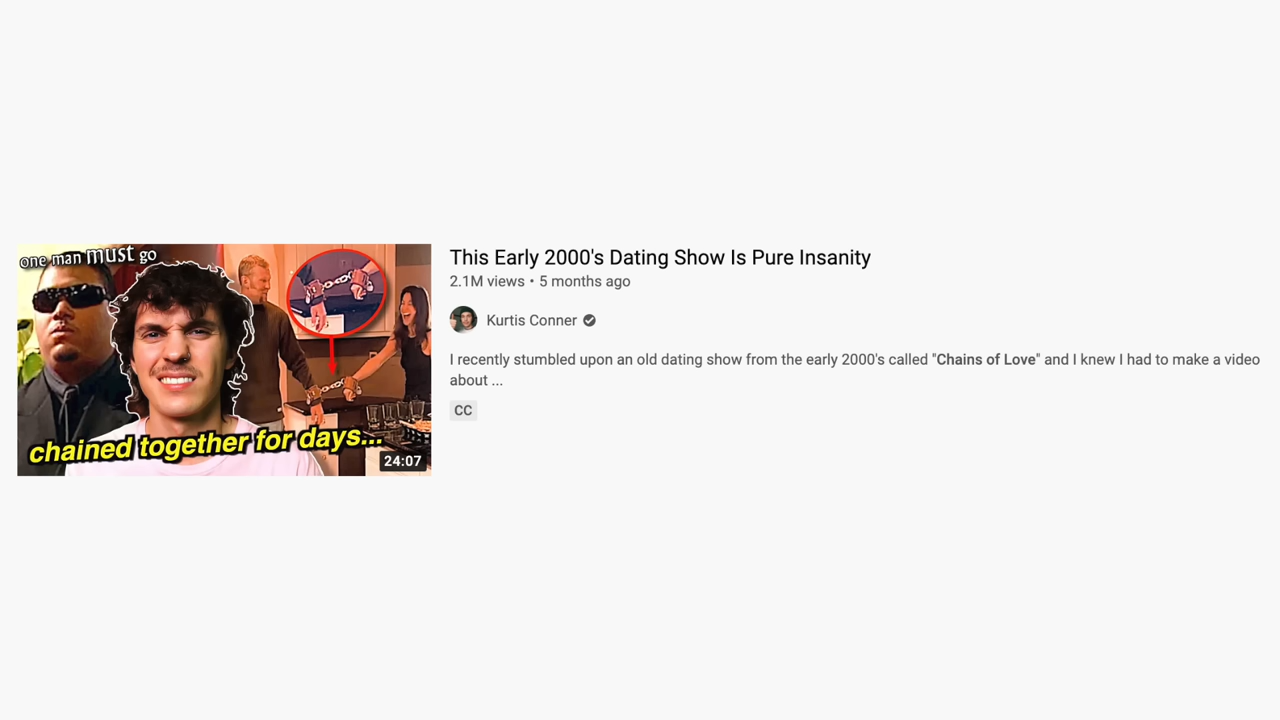 one man must go
chained together for days...
24:07
This Early 2000's Dating Show Is Pure Insanity
2.1M views • 5 months ago
Kurtis Conner
I recently stumbled upon an old dating show from the early 2000's called "Chains of Love" and I knew I had to make a video
about ...
CC